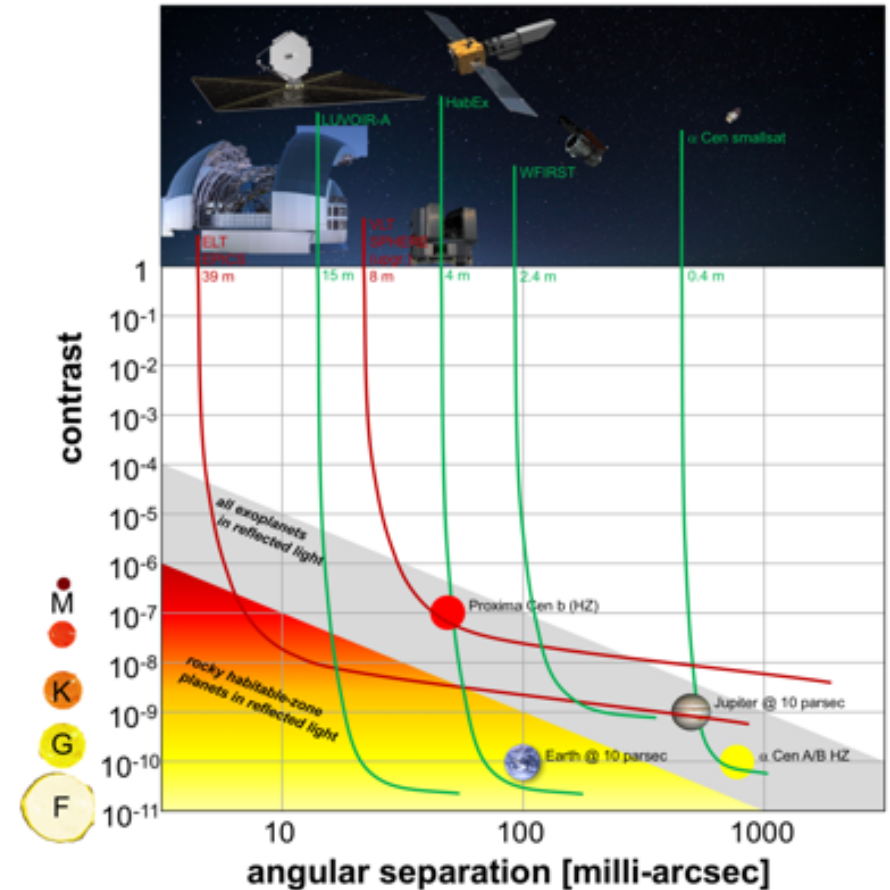 HabEx
LUVOIR-A
α Cen smallsat
WFIRST
VLT
SPHERE
ELT
EPICS
39 m
15 m
8 m
4 m
2.4 m
0.4 m
contrast
1
10-1
10-2
10-3
10-4
10-5
10-6
10-7
10-8
10-9
10-10
10-11
all exoplanets
in reflected light
Proxima Cen b (HZ)
rocky habitable-zone
planets in reflected light
Jupiter @ 10 parsec
Earth @ 10 parsec
α Cen A/B HZ
M
K
G
F
10
100
1000
angular separation [milli-arcsec]